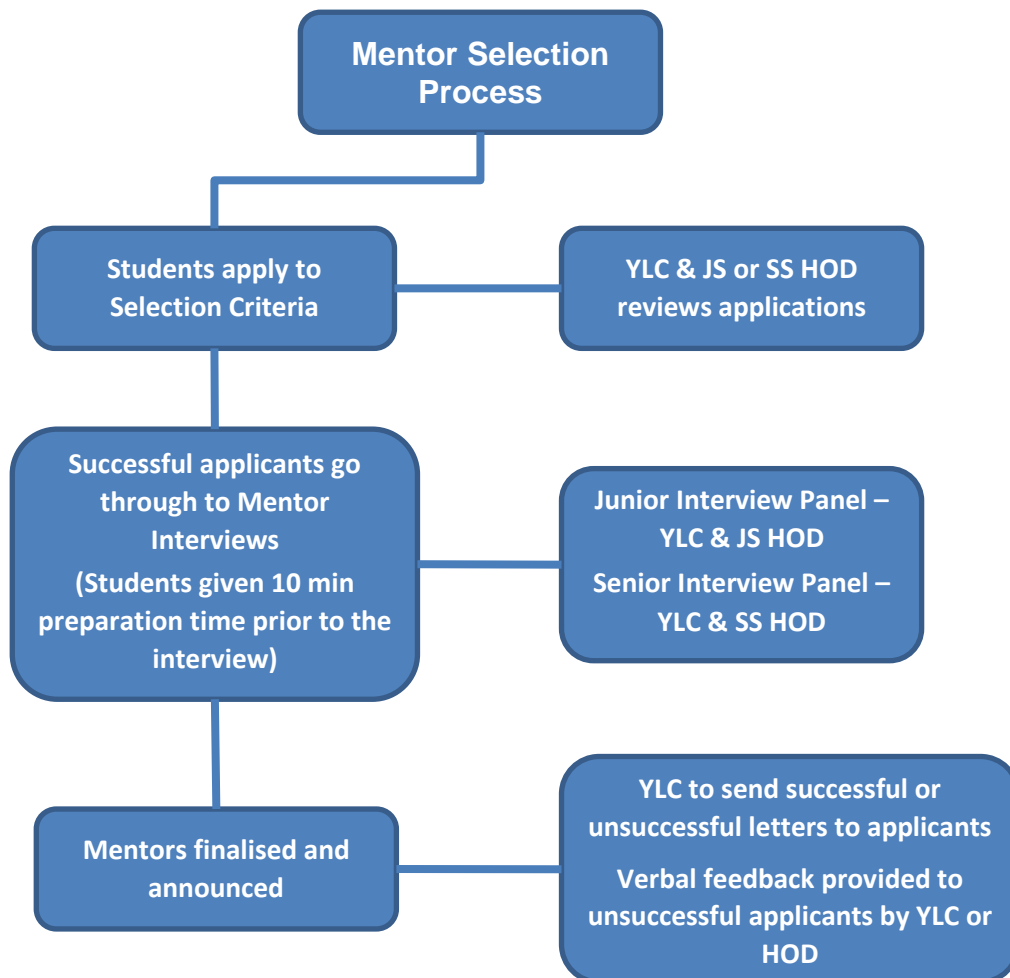 Mentor Selection
Process
Students apply to
Selection Criteria
YLC & JS or SS HOD
reviews applications
Successful applicants go
through to Mentor
Interviews
(Students given 10 min
preparation time prior to the
interview)
Junior Interview Panel –
YLC & JS HOD
Senior Interview Panel –
YLC & SS HOD
Mentors finalised and
announced
YLC to send successful or
unsuccessful letters to applicants
Verbal feedback provided to
unsuccessful applicants by YLC or
HOD